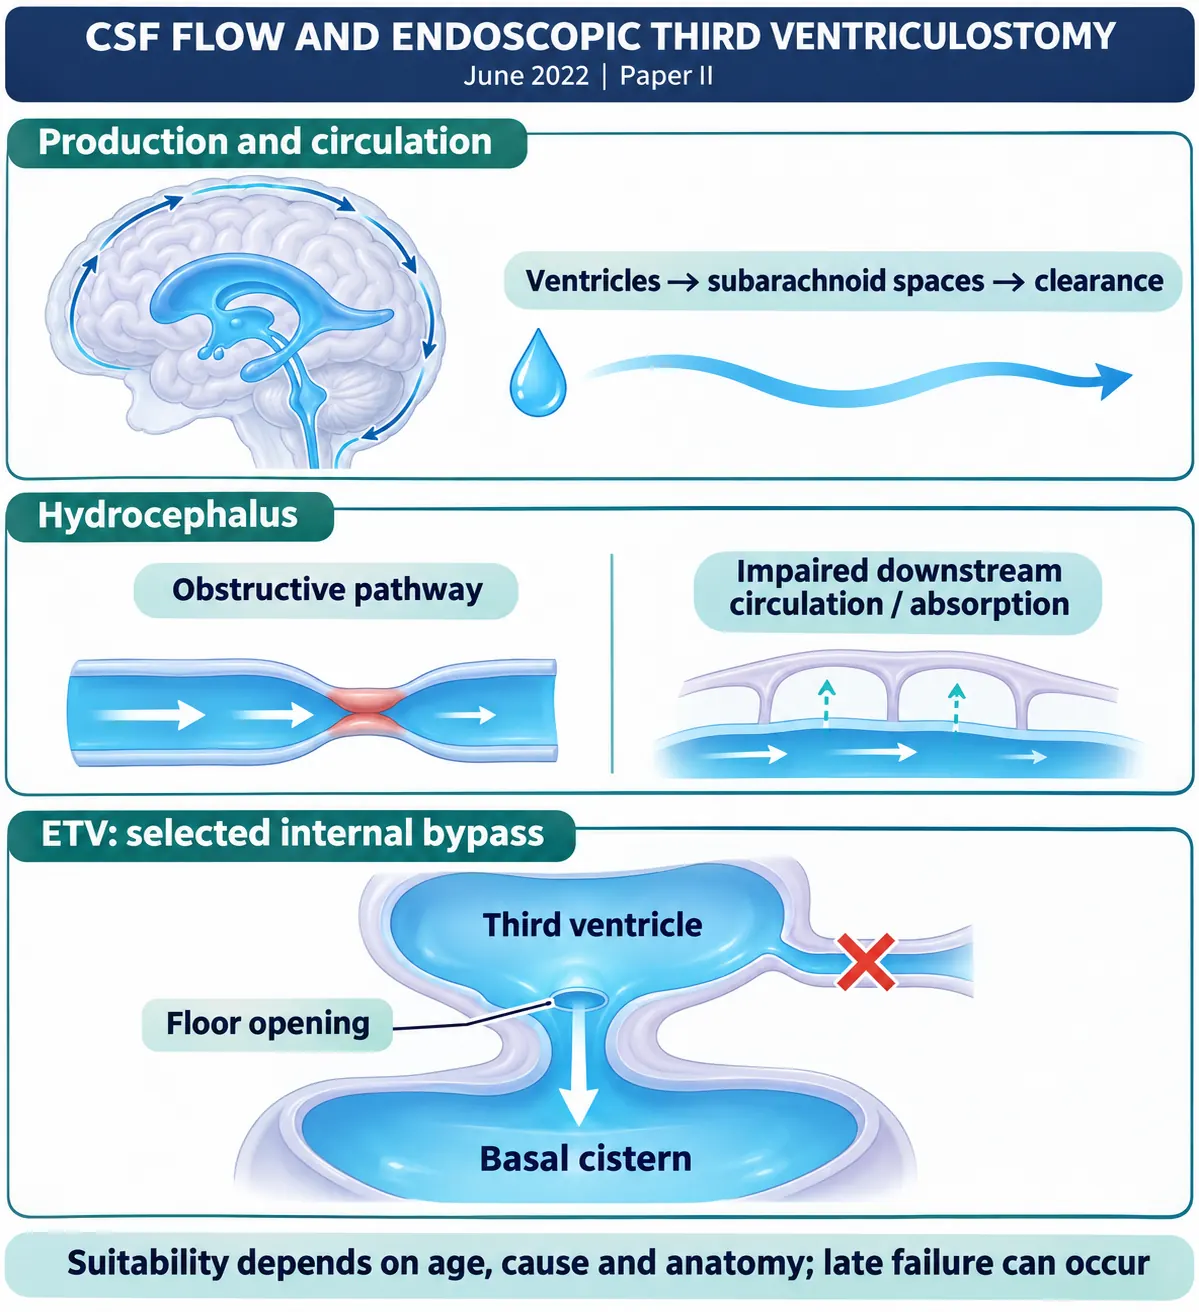 CSF FLOW AND ENDOSCOPIC THIRD VENTRICULOSTOMY
June 2022 | Paper II
Production and circulation
Ventricles → subarachnoid spaces → clearance
Hydrocephalus
Obstructive pathway
Impaired downstream
circulation / absorption
ETV: selected internal bypass
Third ventricle
Floor opening
Basal cistern
Suitability depends on age, cause and anatomy; late failure can occur